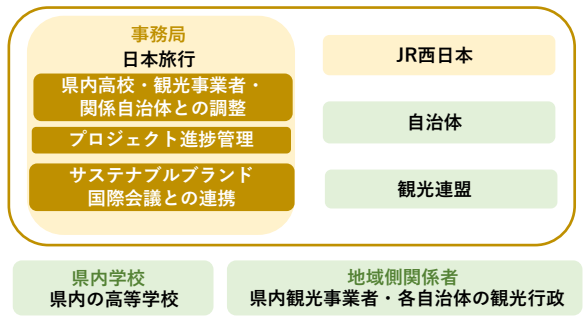 事務局
日本旅行
県内高校・観光事業者・
関係自治体との調整
プロジェクト進捗管理
サステナブルブランド
国際会議との連携
JR西日本
自治体
観光連盟
県内学校
県内の高等学校
地域側関係者
県内観光事業者・各自治体の観光行政